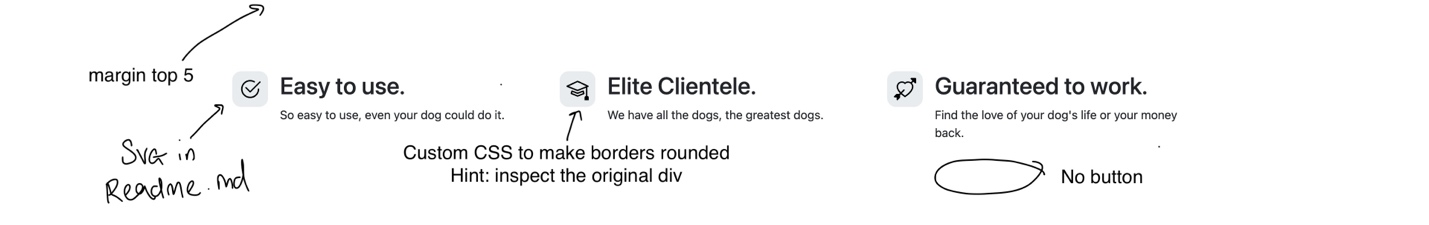 margin top 5
Easy to use.
So easy to use, even your dog could do it.
SVG in
Readme.md
Elite Clientele.
We have all the dogs, the greatest dogs.
Custom CSS to make borders rounded
Hint: inspect the original div
Guaranteed to work.
Find the love of your dog's life or your money
back.
No button